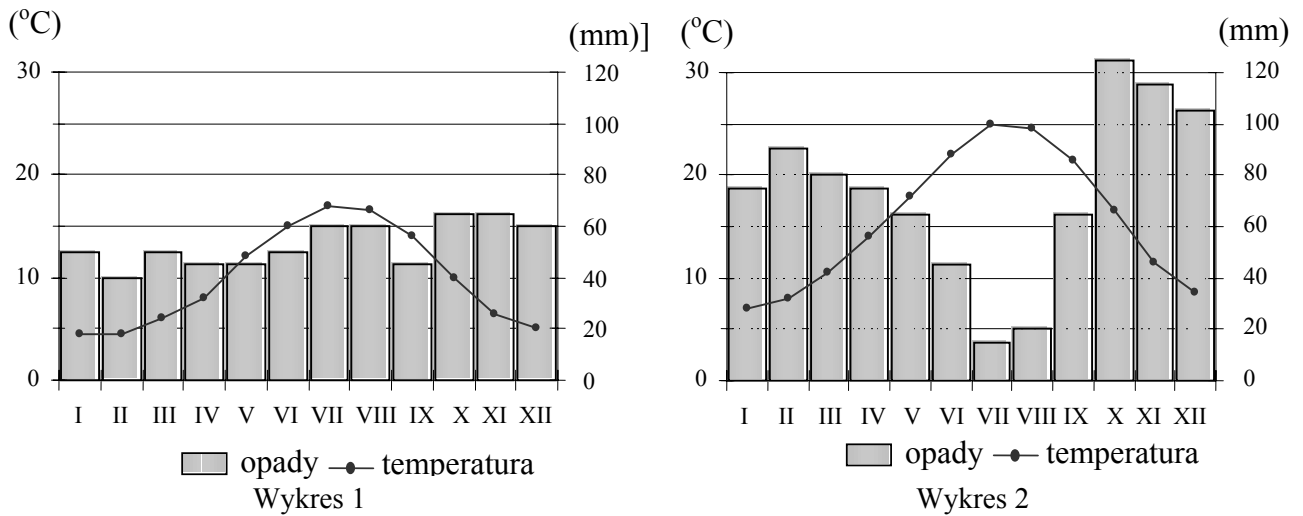 (°C) (mm)] (°C) (mm)
30 120 30 120
100 100
20 80 20 80
60 60
10 40 10 40
20 20
0 0 0 0
I II III IV V VI VII VIII IX X XI XII I II III IV V VI VII VIII IX X XI XII
opady temperatura opady temperatura
Wykres 1 Wykres 2